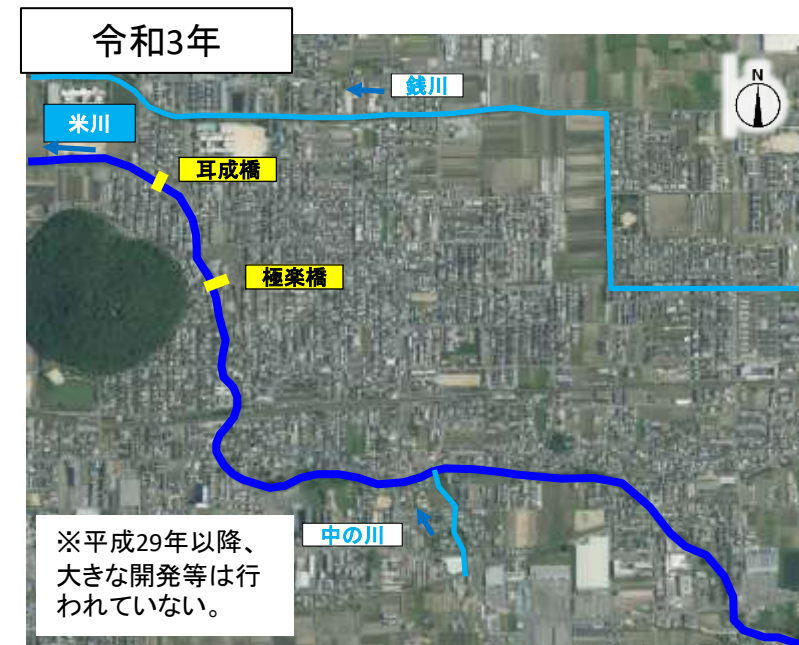 令和3年
N
銭川
米川
耳成橋
極楽橋
中の川
※平成29年以降、
大きな開発等は行
われていない。